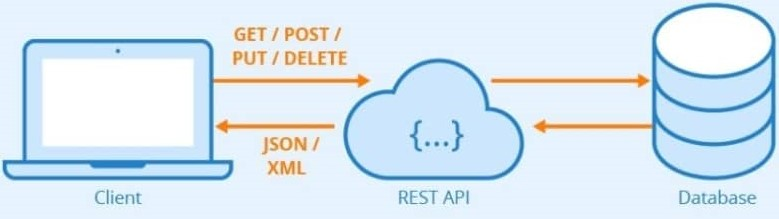 GET / POST /
PUT / DELETE
{...}
JSON /
XML
Client
REST API
Database